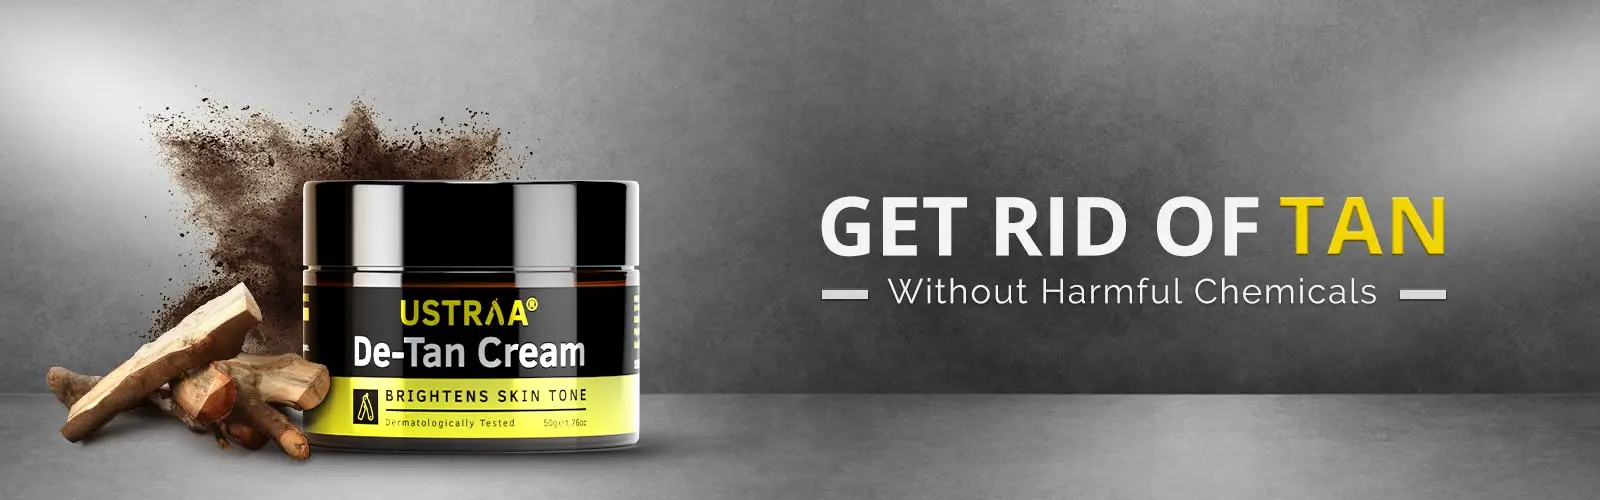 USTRAA®
De-Tan Cream
BRIGHTENS SKIN TONE
Dermatologically Tested 50g℮1.76oz
GET RID OF TAN
Without Harmful Chemicals